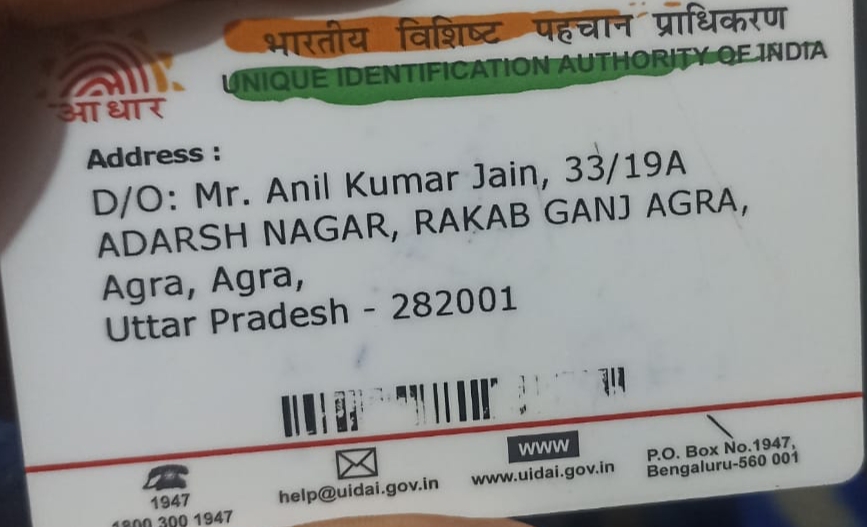 भारतीय विशिष्ट पहचान प्राधिकरण
UNIQUE IDENTIFICATION AUTHORITY OF INDIA
आधार
Address :
D/O: Mr. Anil Kumar Jain, 33/19A
ADARSH NAGAR, RAKAB GANJ AGRA,
Agra, Agra,
Uttar Pradesh - 282001
1947
1800 300 1947
help@uidai.gov.in
WWW
www.uidai.gov.in
P.O. Box No.1947,
Bengaluru-560 001